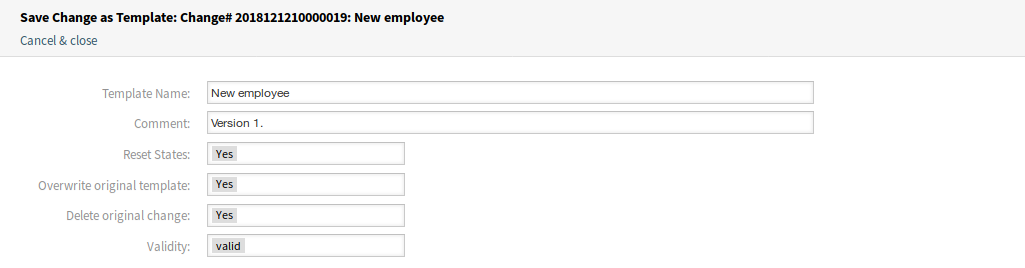 Save Change as Template: Change# 2018121210000019: New employee
Cancel & close
Template Name: New employee
Comment: Version 1.
Reset States: Yes
Overwrite original template: Yes
Delete original change: Yes
Validity: valid